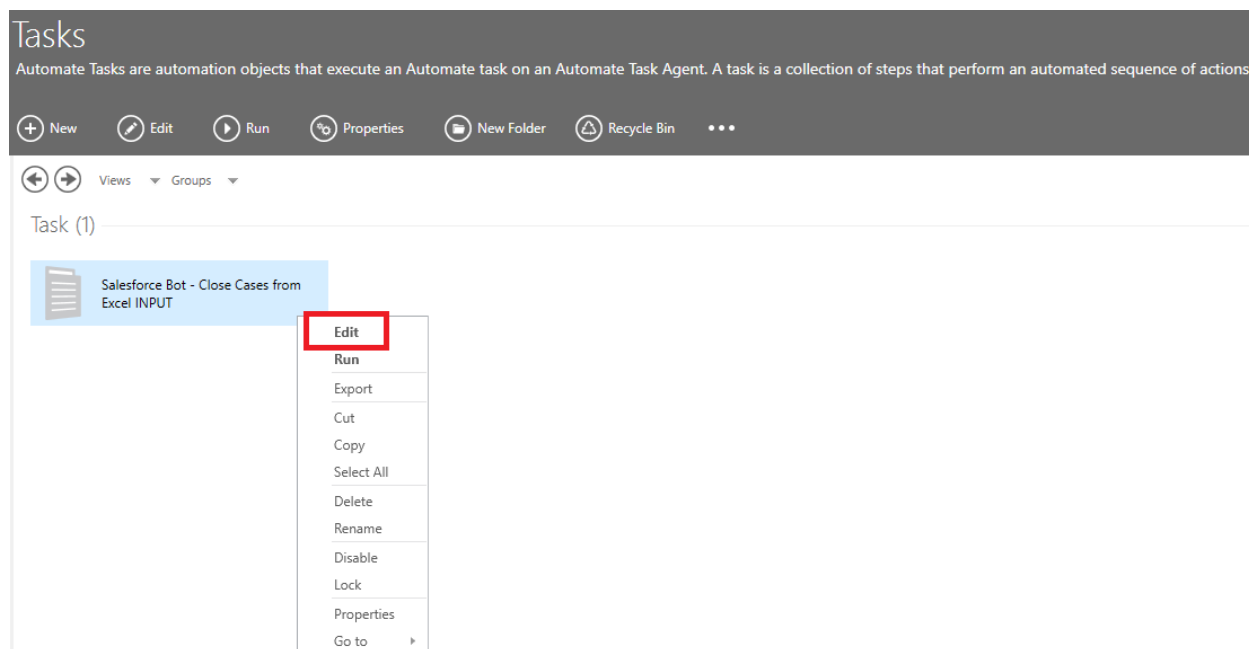 Tasks
Automate Tasks are automation objects that execute an Automate task on an Automate Task Agent. A task is a collection of steps that perform an automated sequence of actions
New Edit Run Properties New Folder Recycle Bin
Views Groups
Task (1)
Salesforce Bot - Close Cases from
Excel INPUT
Edit
Run
Export
Cut
Copy
Select All
Delete
Rename
Disable
Lock
Properties
Go to